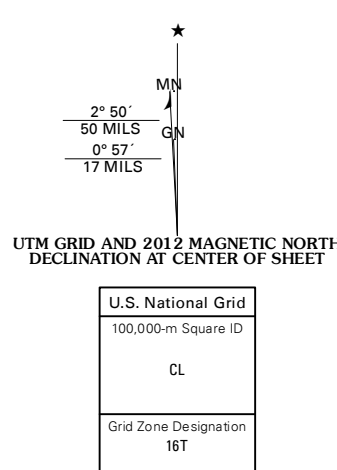 ★
MN
2° 50´
50 MILS
GN
0° 57´
17 MILS
UTM GRID AND 2012 MAGNETIC NORTH
DECLINATION AT CENTER OF SHEET
U.S. National Grid
100,000-m Square ID
CL
Grid Zone Designation
16T